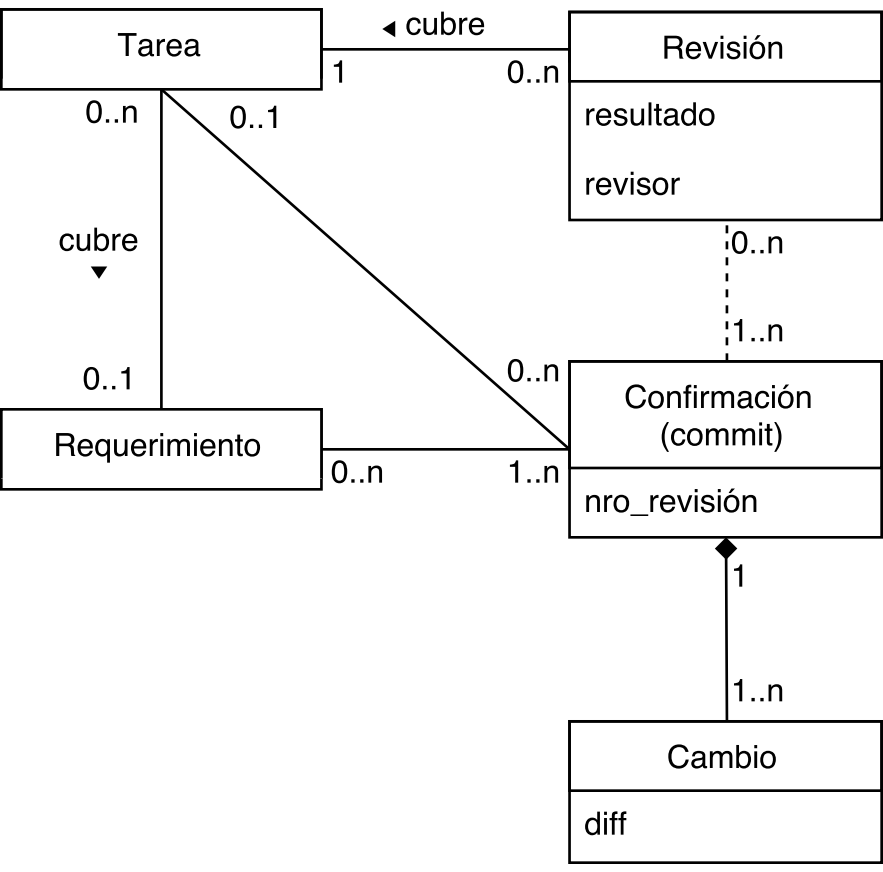 Tarea
cubre
1
0..n
Revisión
resultado
revisor
0..n
0..1
cubre
0..n
1..n
0..1
0..n
Confirmación
(commit)
Requerimiento
0..n
1..n
nro_revisión
1
1..n
Cambio
diff